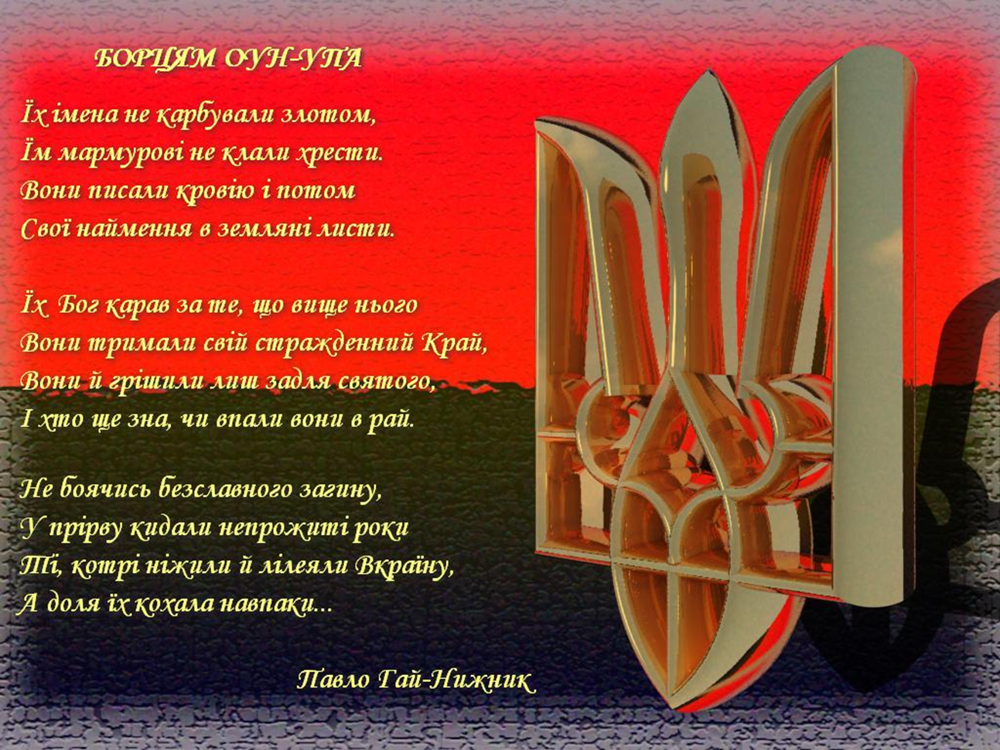 БОРЦЯМ ОУН-УПА
Їх імена не карбували злотом,
Їм мармурові не клали хрести.
Вони писали кровію і потом
Свої наймення в земляні листи.
Їх Бог карав за те, що вище нього
Вони тримали свій стражденний Край,
Вони й грішили лиш задля святого,
І хто ще зна, чи впали вони в рай.
Не боячись безславного загину,
У прірву кидали непрожиті роки
Ті, котрі ніжили й лілеяли Вкраїну,
А доля їх кохала навпаки...
Павло Гай-Нижник